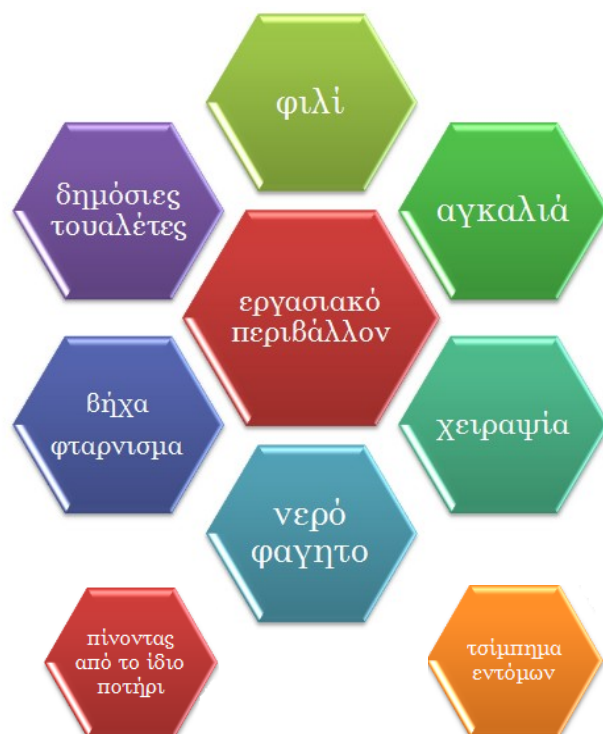 φιλί
δημόσιες
τουαλέτες
αγκαλιά
εργασιακό
περιβάλλον
βήχα
φταρνισμα
χειραψία
νερό
φαγητο
πίνοντας
από το ίδιο
ποτήρι
τσίμπημα
εντόμων